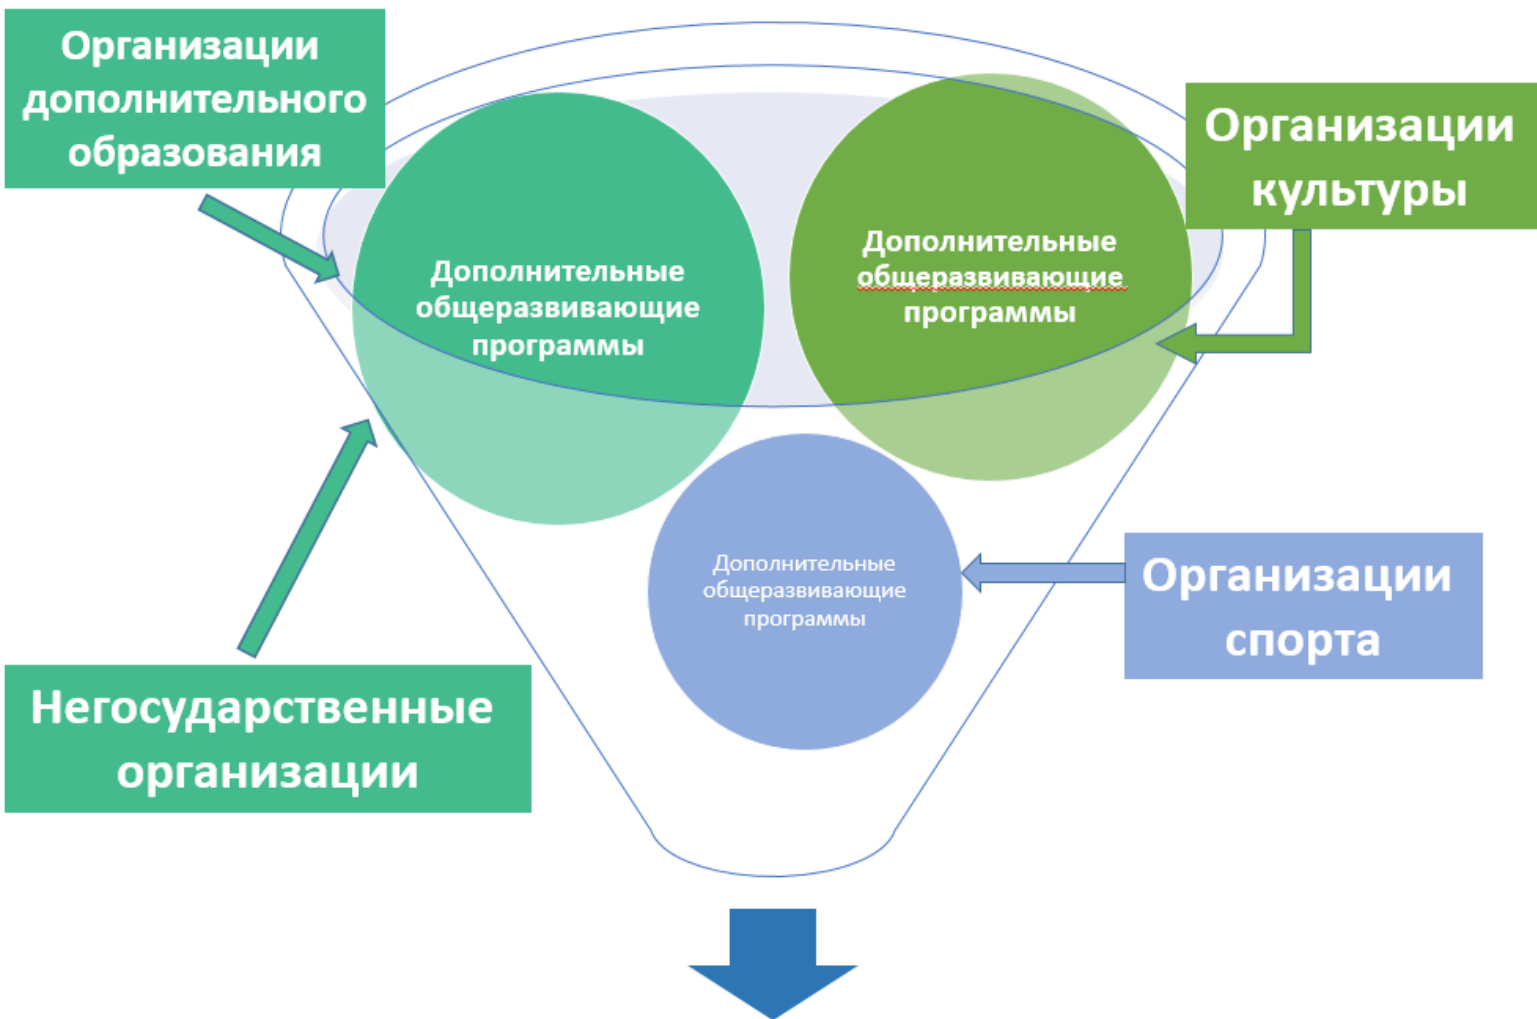 Организации
дополнительного
образования
Организации
культуры
Дополнительные
общеразвивающие
программы
Дополнительные
общеразвивающие
программы
Дополнительные
общеразвивающие
программы
Организации
спорта
Негосударственные
организации